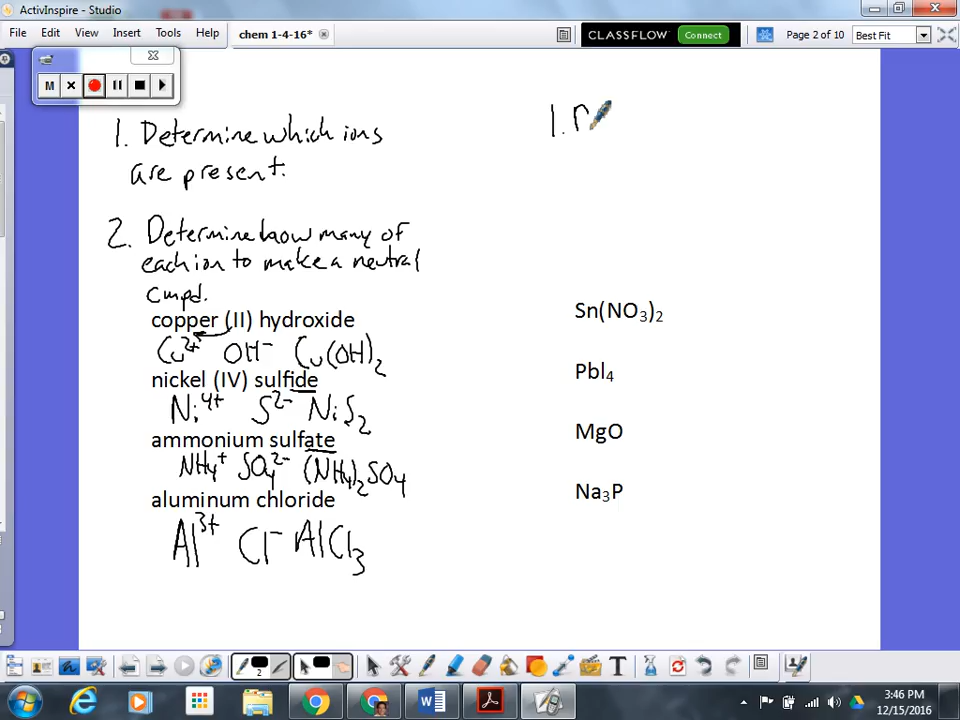 ActivInspire - Studio
File Edit View Insert Tools Help
chem 1-4-16*
CLASSFLOW Connect
Page 2 of 10
Best Fit
M
1. Determine which ions
are present.
2. Determine how many of
each ion to make a neutral
cmpd.
copper (II) hydroxide
Cu²⁺ OH⁻ Cu(OH)₂
nickel (IV) sulfide
Ni⁴⁺ S²⁻ NiS₂
ammonium sulfate
NH₄⁺ SO₄²⁻ (NH₄)₂SO₄
aluminum chloride
Al³⁺ Cl⁻ AlCl₃
1.
Sn(NO₃)₂
PbI₄
MgO
Na₃P
2
T
W
3:46 PM
12/15/2016